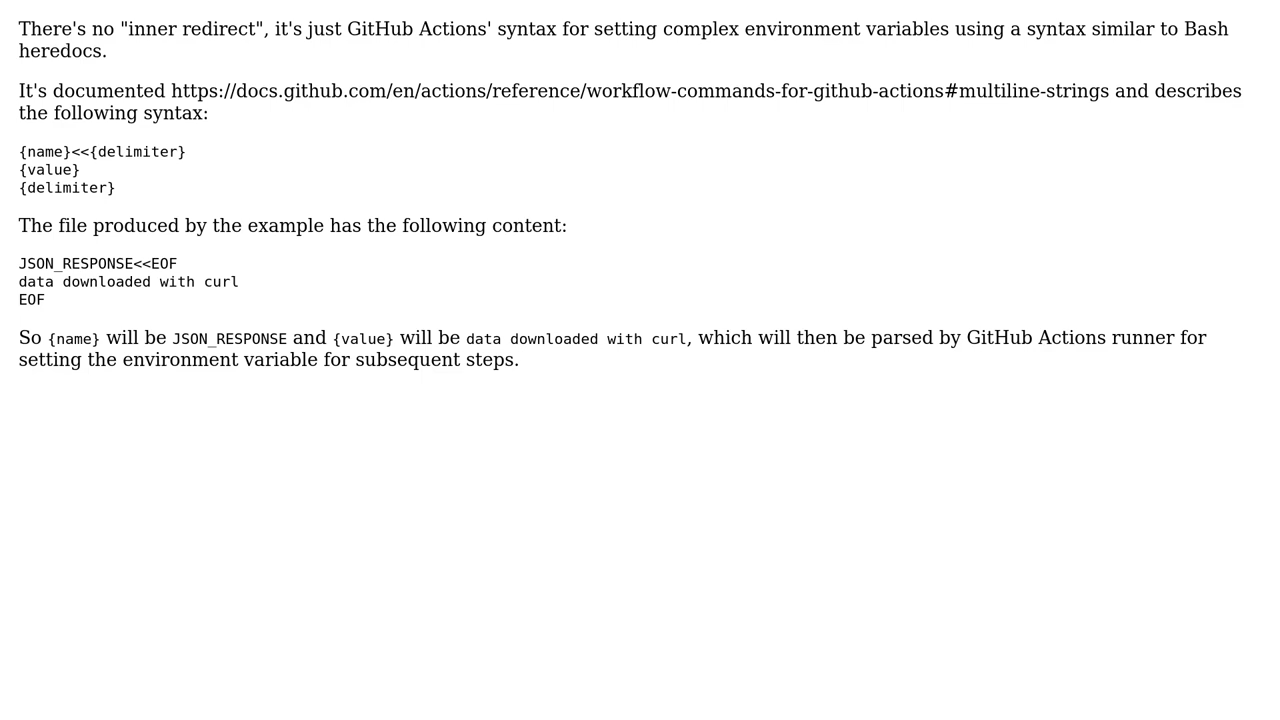 There's no "inner redirect", it's just GitHub Actions' syntax for setting complex environment variables using a syntax similar to Bash
heredocs.
It's documented https://docs.github.com/en/actions/reference/workflow-commands-for-github-actions#multiline-strings and describes
the following syntax:
{name}<<{delimiter}
{value}
{delimiter}
The file produced by the example has the following content:
JSON_RESPONSE<<EOF
data downloaded with curl
EOF
So {name} will be JSON_RESPONSE and {value} will be data downloaded with curl, which will then be parsed by GitHub Actions runner for
setting the environment variable for subsequent steps.